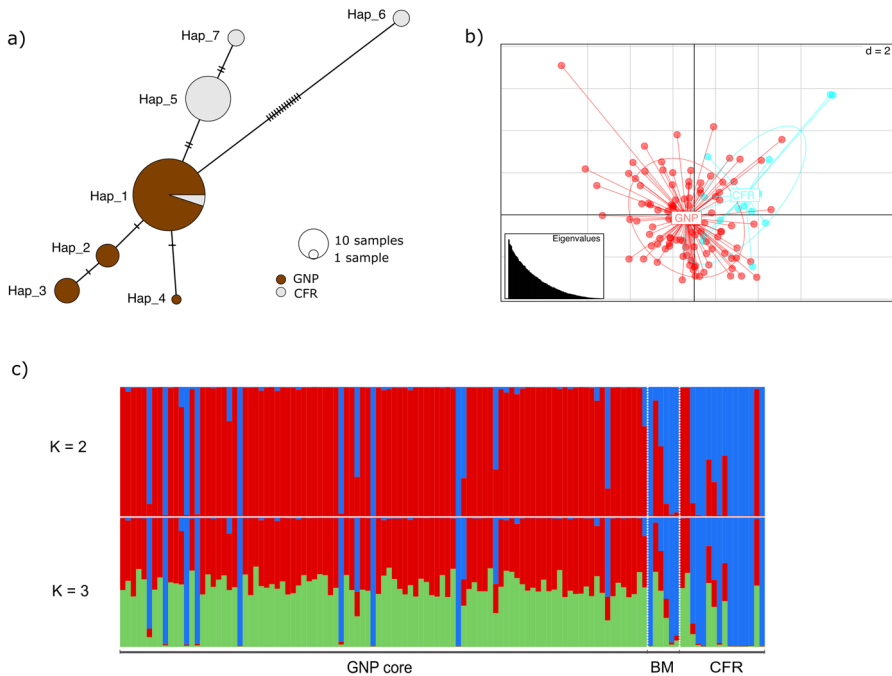 a)
Hap_6
Hap_7
Hap_5
Hap_1
Hap_2
Hap_3
Hap_4
10 samples
1 sample
GNP
CFR
b)
d = 2
CFR
GNP
Eigenvalues
c)
K = 2
K = 3
GNP core
BM
CFR